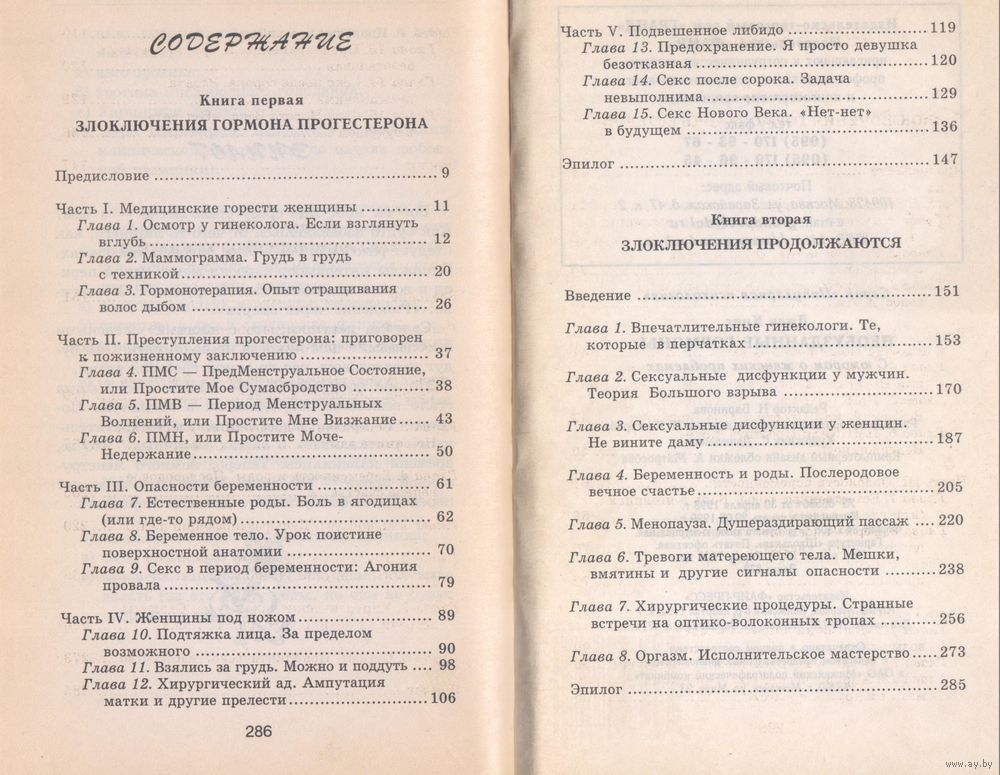 СОДЕРЖАНИЕ
Книга первая
ЗЛОКЛЮЧЕНИЯ ГОРМОНА ПРОГЕСТЕРОНА
Предисловие ........ 9
Часть I. Медицинские горести женщины ........ 11
Глава 1. Осмотр у гинеколога. Если взглянуть
вглубь ........ 12
Глава 2. Маммограмма. Грудь в грудь
с техникой ........ 20
Глава 3. Гормонотерапия. Опыт отращивания
волос дыбом ........ 26
Часть II. Преступления прогестерона: приговорен
к пожизненному заключению ........ 37
Глава 4. ПМС — ПредМенструальное Состояние,
или Простите Мое Сумасбродство ........ 38
Глава 5. ПМВ — Период Менструальных
Волнений, или Простите Мне Визжание ........ 43
Глава 6. ПМН, или Простите Моче-
Недержание ........ 50
Часть III. Опасности беременности ........ 61
Глава 7. Естественные роды. Боль в ягодицах
(или где-то рядом) ........ 62
Глава 8. Беременное тело. Урок поистине
поверхностной анатомии ........ 70
Глава 9. Секс в период беременности: Агония
провала ........ 79
Часть IV. Женщины под ножом ........ 89
Глава 10. Подтяжка лица. За пределом
возможного ........ 90
Глава 11. Взялись за грудь. Можно и поддуть ... 98
Глава 12. Хирургический ад. Ампутация
матки и другие прелести ........ 106
286
Часть V. Подвешенное либидо ........ 119
Глава 13. Предохранение. Я просто девушка
безотказная ........ 120
Глава 14. Секс после сорока. Задача
невыполнима ........ 129
Глава 15. Секс Нового Века. «Нет-нет»
в будущем ........ 136
Эпилог ........ 147
Книга вторая
ЗЛОКЛЮЧЕНИЯ ПРОДОЛЖАЮТСЯ
Введение ........ 151
Глава 1. Впечатлительные гинекологи. Те,
которые в перчатках ........ 153
Глава 2. Сексуальные дисфункции у мужчин.
Теория Большого взрыва ........ 170
Глава 3. Сексуальные дисфункции у женщин.
Не вините даму ........ 187
Глава 4. Беременность и роды. Послеродовое
вечное счастье ........ 205
Глава 5. Менопауза. Душераздирающий пассаж .... 220
Глава 6. Тревоги матереющего тела. Мешки,
вмятины и другие сигналы опасности ........ 238
Глава 7. Хирургические процедуры. Странные
встречи на оптико-волоконных тропах ........ 256
Глава 8. Оргазм. Исполнительское мастерство ..... 273
Эпилог ........ 285
www.ay.by